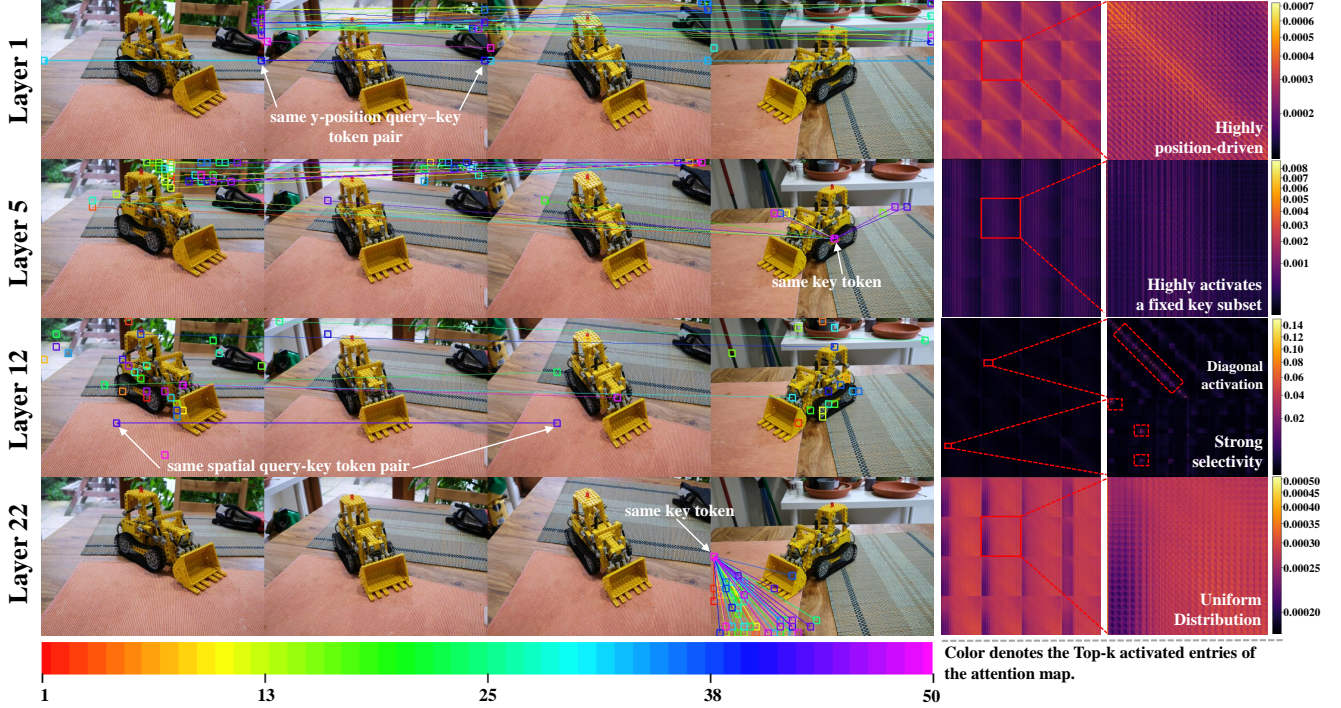 Layer 1
same y-position query–key
token pair
0.0007
0.0006
0.0005
0.0004
0.0003
0.0002
Highly
position-driven
Layer 5
same key token
0.008
0.007
0.006
0.005
0.004
0.003
0.002
0.001
Highly activates
a fixed key subset
Layer 12
same spatial query-key token pair
0.14
0.12
0.10
0.08
0.06
0.04
0.02
Diagonal
activation
Strong
selectivity
Layer 22
same key token
0.00050
0.00045
0.00040
0.00035
0.00030
0.00025
0.00020
Uniform
Distribution
1 13 25 38 50
Color denotes the Top-k activated entries of
the attention map.